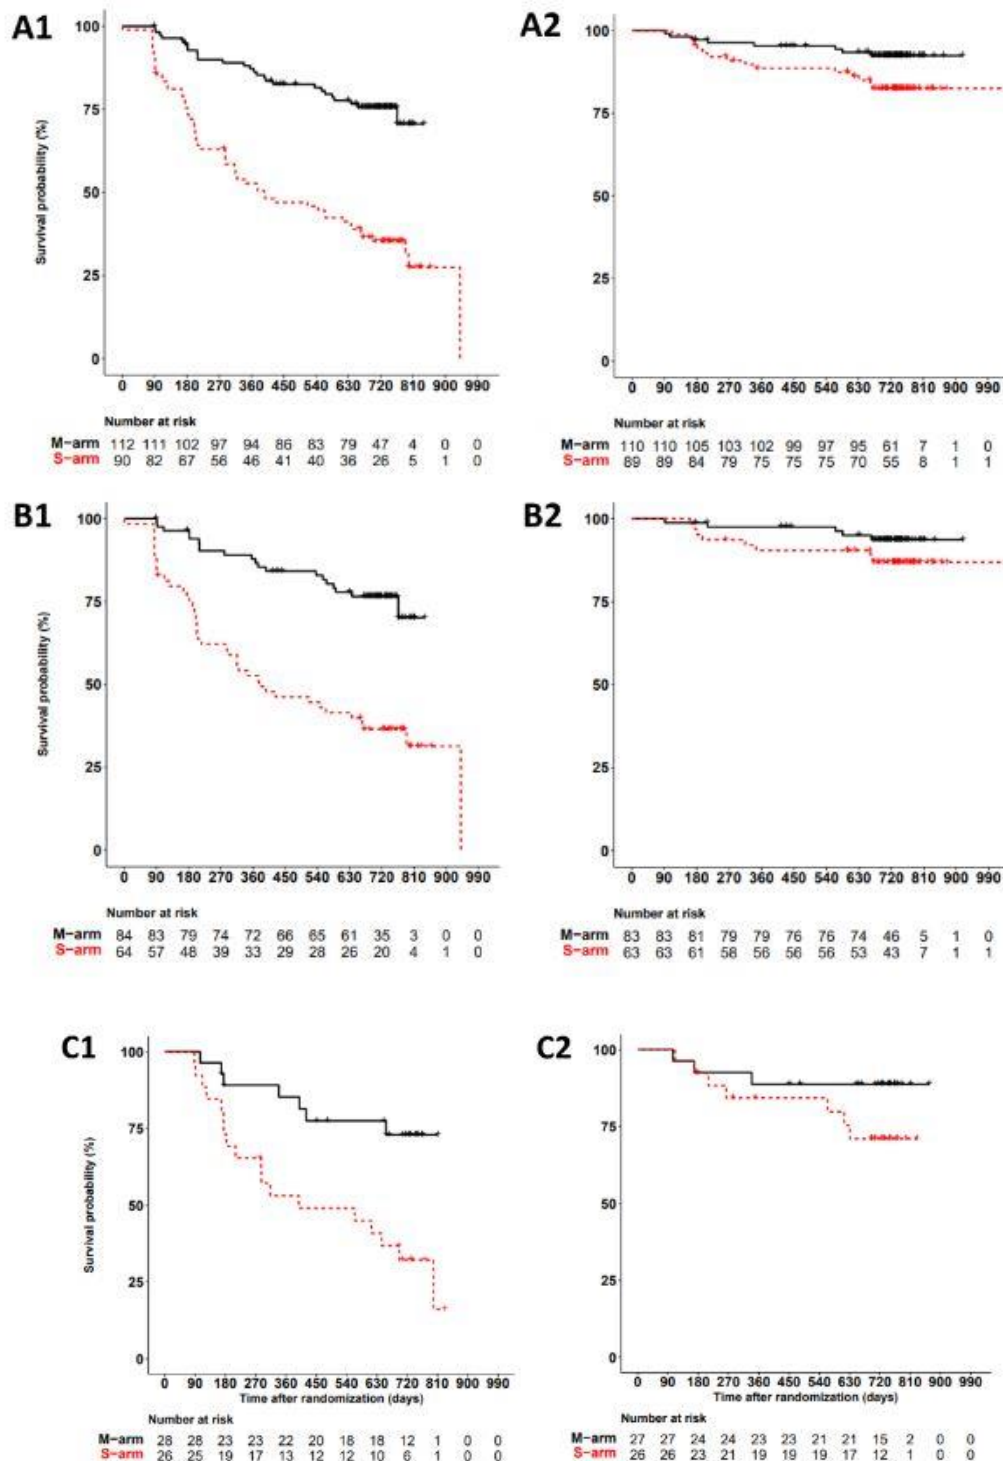 A1
100
75
50
25
0
Survival probability (%)
0 90 180 270 360 450 540 630 720 810 900 990
Number at risk
M-arm 112 111 102 97 94 86 83 79 47 4 0 0
S-arm 90 82 67 56 46 41 40 36 26 5 1 0
A2
100
75
50
25
0
0 90 180 270 360 450 540 630 720 810 900 990
Number at risk
M-arm 110 110 105 103 102 99 97 95 61 7 1 0
S-arm 89 89 84 79 75 75 75 70 55 8 1 1
B1
100
75
50
25
0
Survival probability (%)
0 90 180 270 360 450 540 630 720 810 900 990
Number at risk
M-arm 84 83 79 74 72 66 65 61 35 3 0 0
S-arm 64 57 48 39 33 29 28 26 20 4 1 0
B2
100
75
50
25
0
0 90 180 270 360 450 540 630 720 810 900 990
Number at risk
M-arm 83 83 81 79 79 76 76 74 46 5 1 0
S-arm 63 63 61 58 56 56 56 53 43 7 1 1
C1
100
75
50
25
0
Survival probability (%)
0 90 180 270 360 450 540 630 720 810 900 990
Time after randomization (days)
Number at risk
M-arm 28 28 23 23 22 20 18 18 12 1 0 0
S-arm 26 25 19 17 13 12 12 10 6 1 0 0
C2
100
75
50
25
0
0 90 180 270 360 450 540 630 720 810 900 990
Time after randomization (days)
Number at risk
M-arm 27 27 24 24 23 23 21 21 15 2 0 0
S-arm 26 26 23 21 19 19 19 17 12 1 0 0